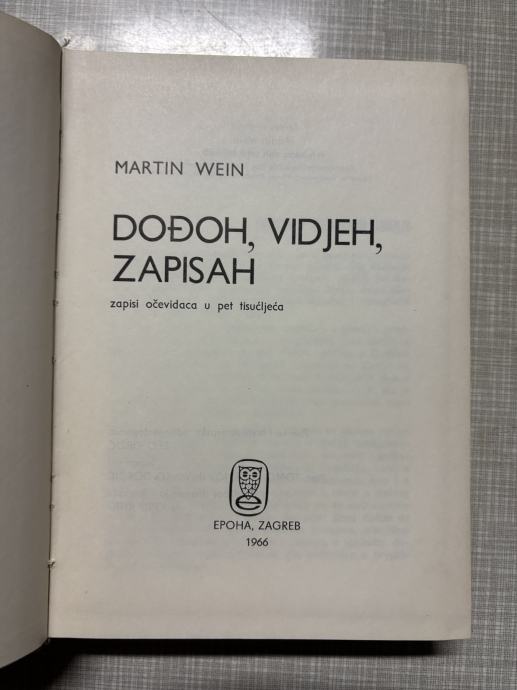 MARTIN WEIN
DOĐOH, VIDJEH,
ZAPISAH
zapisi očevidaca u pet tisućljeća
EPOHA, ZAGREB
1966